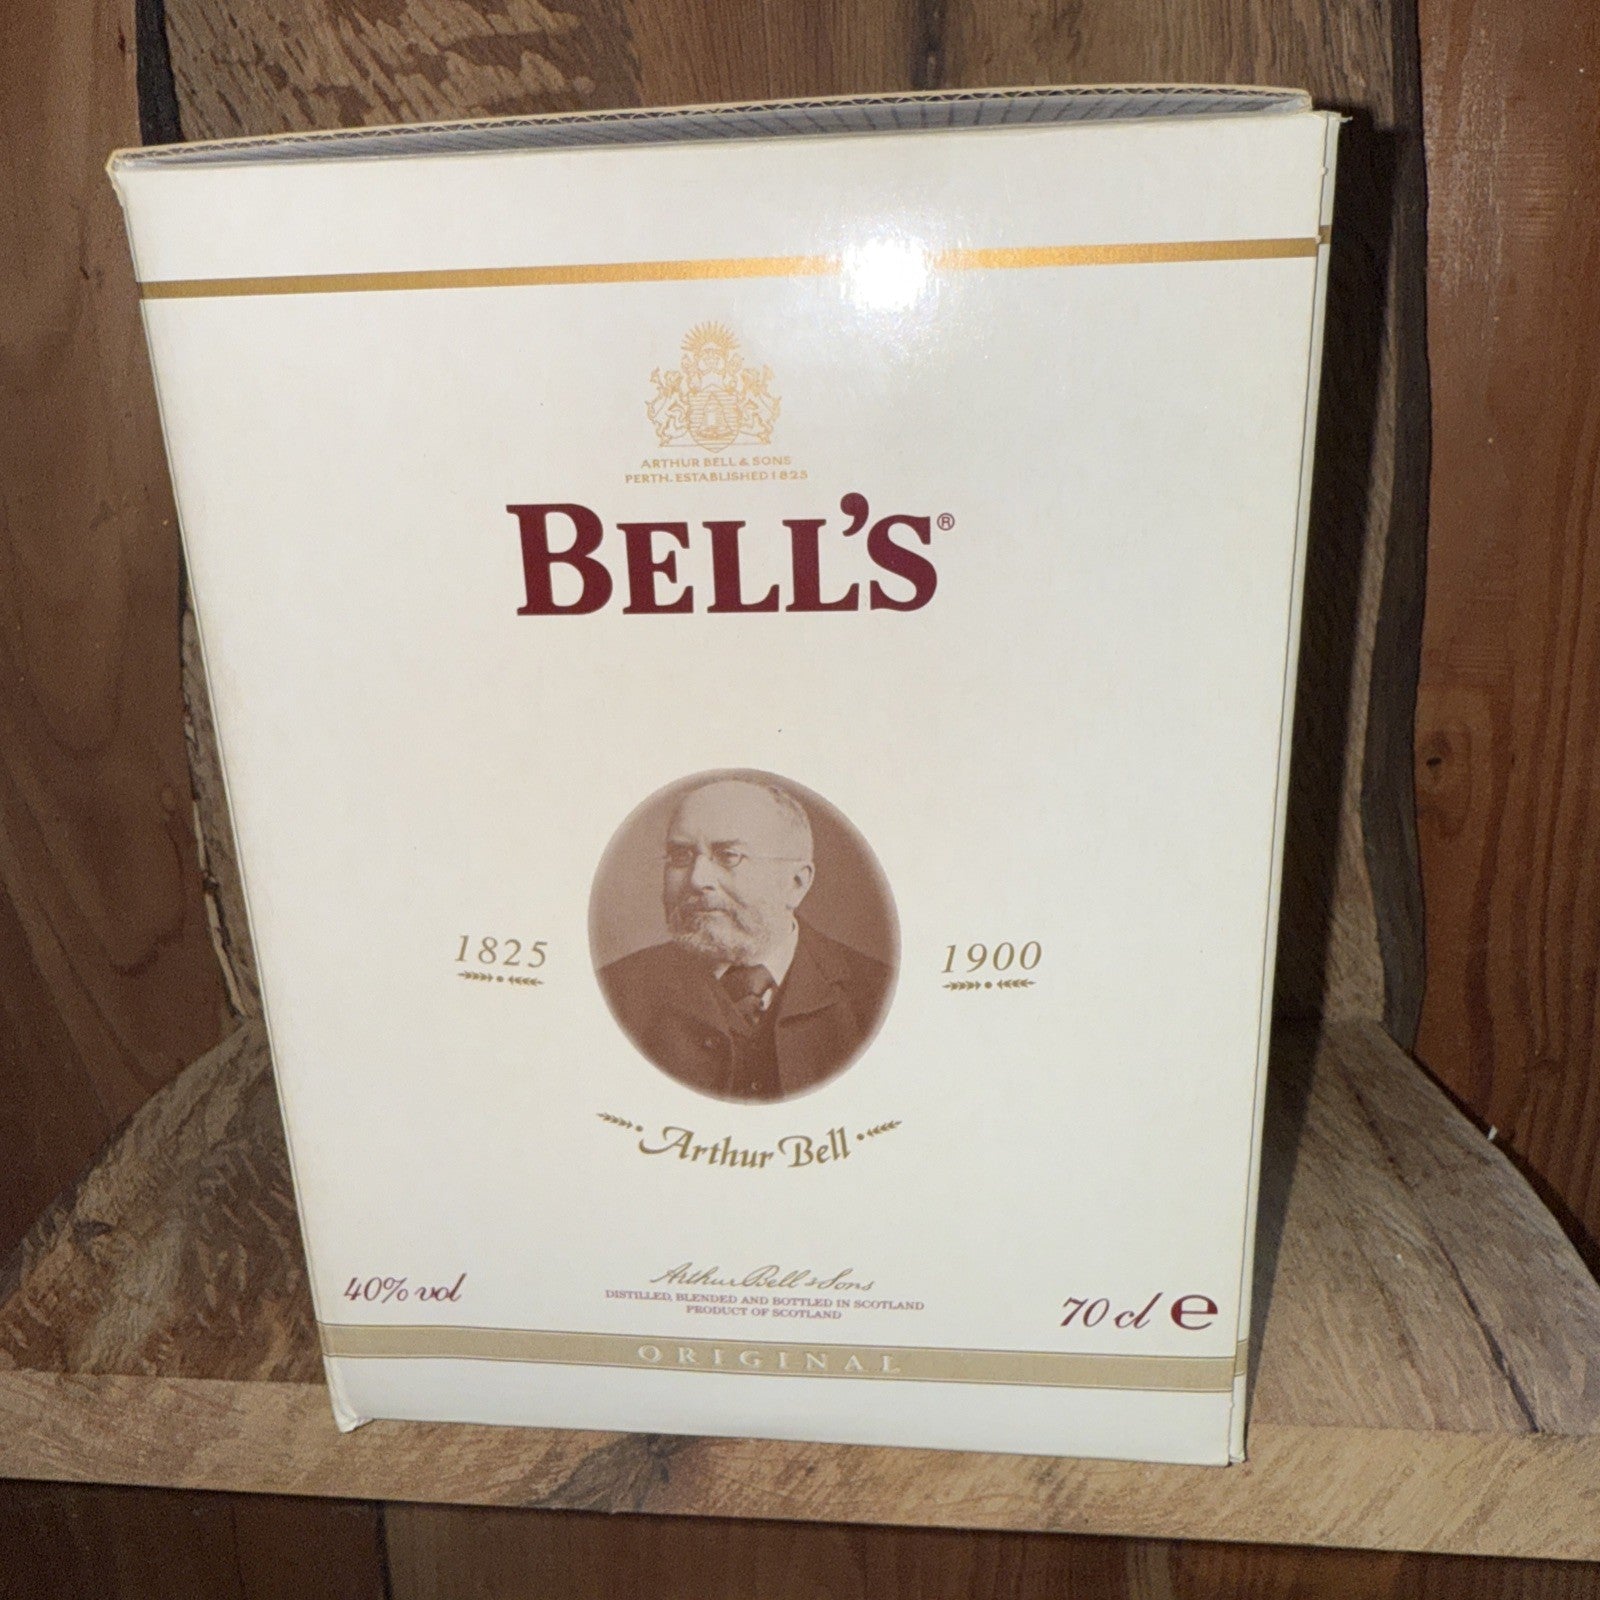 ARTHUR BELL & SONS
PERTH. ESTABLISHED 1825
BELL'S®
1825
1900
Arthur Bell
40% vol
Arthur Bell & Sons
DISTILLED, BLENDED AND BOTTLED IN SCOTLAND
PRODUCT OF SCOTLAND
70 cl e
ORIGINAL